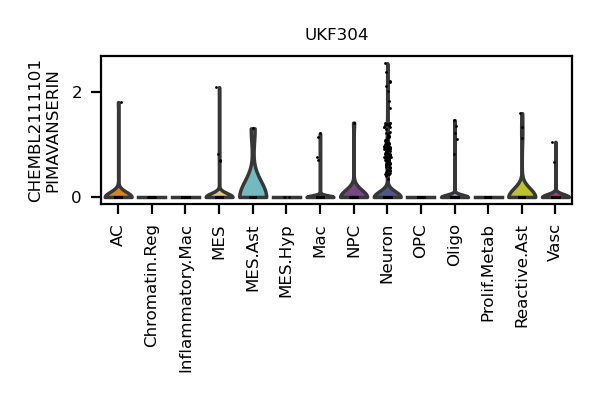 UKF304
CHEMBL2111101
PIMAVANSERIN
2
0
AC
Chromatin.Reg
Inflammatory.Mac
MES
MES.Ast
MES.Hyp
Mac
NPC
Neuron
OPC
Oligo
Prolif.Metab
Reactive.Ast
Vasc